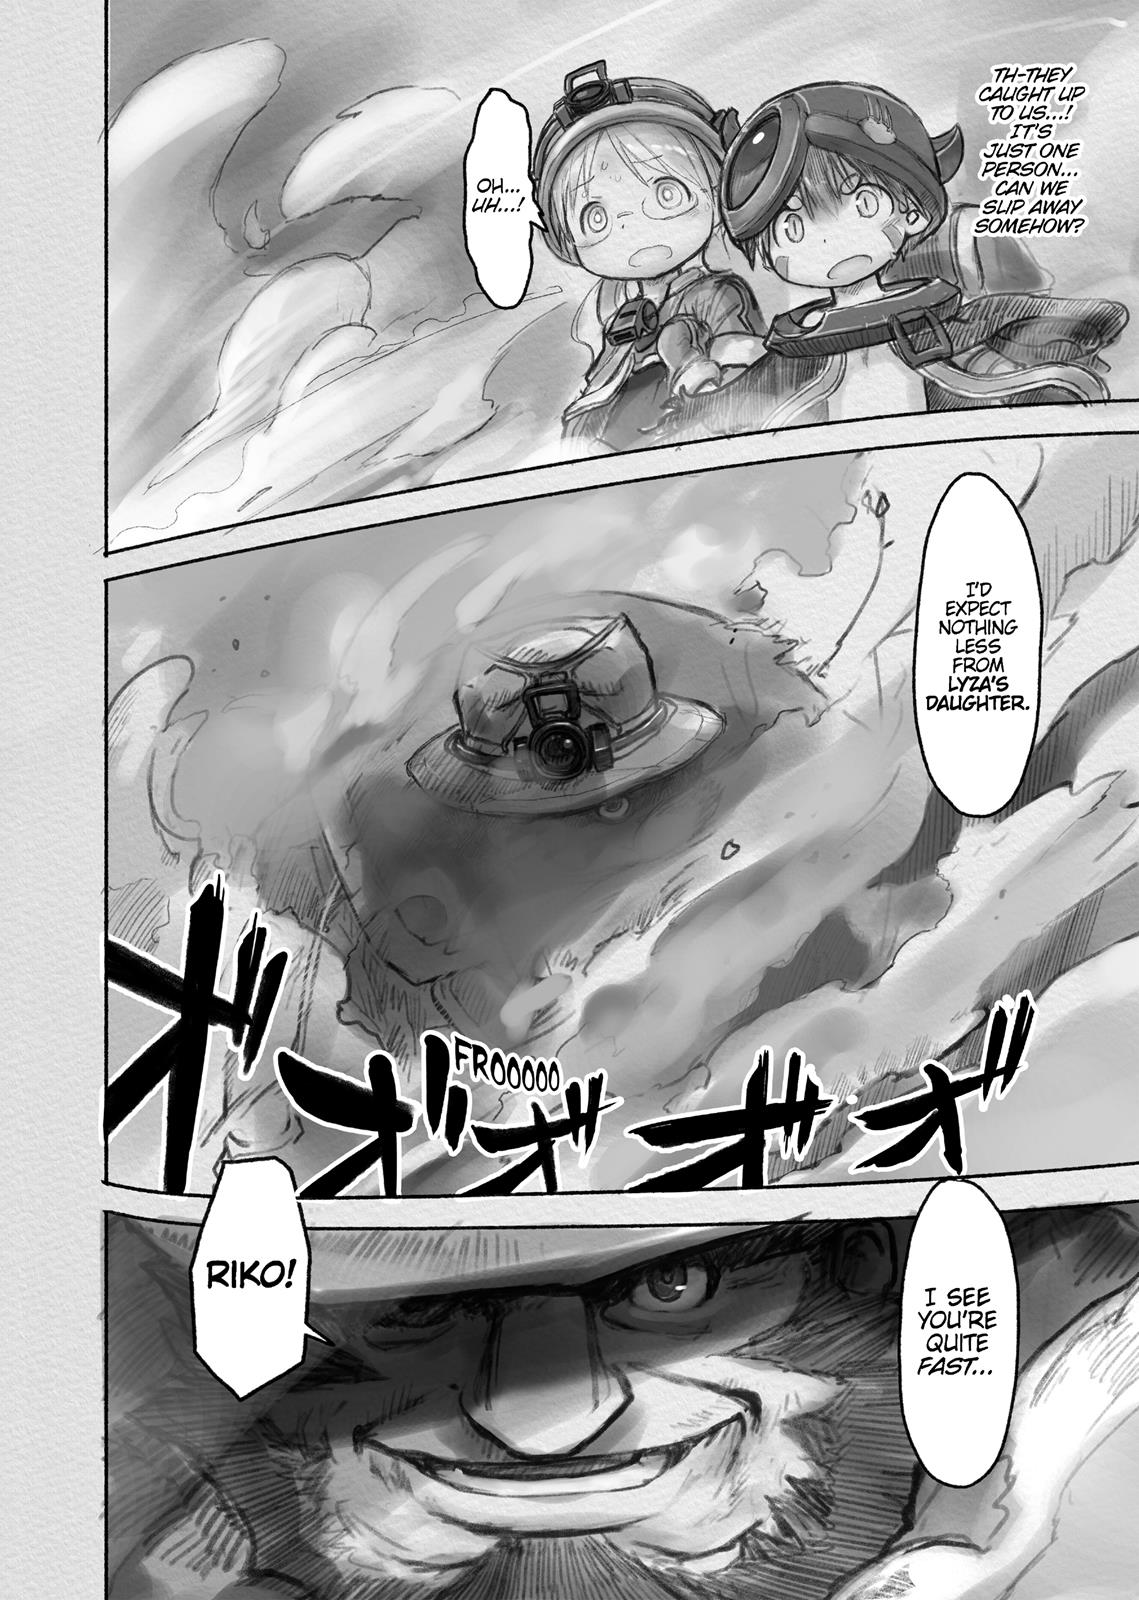 TH-THEY
CAUGHT UP
TO US...!
IT'S
JUST ONE
PERSON...
CAN WE
SLIP AWAY
SOMEHOW?
OH...
UH...!
I'D
EXPECT
NOTHING
LESS
FROM
LYZA'S
DAUGHTER.
FROOOOO
オオオオオ
I SEE
YOU'RE
QUITE
FAST...
RIKO!